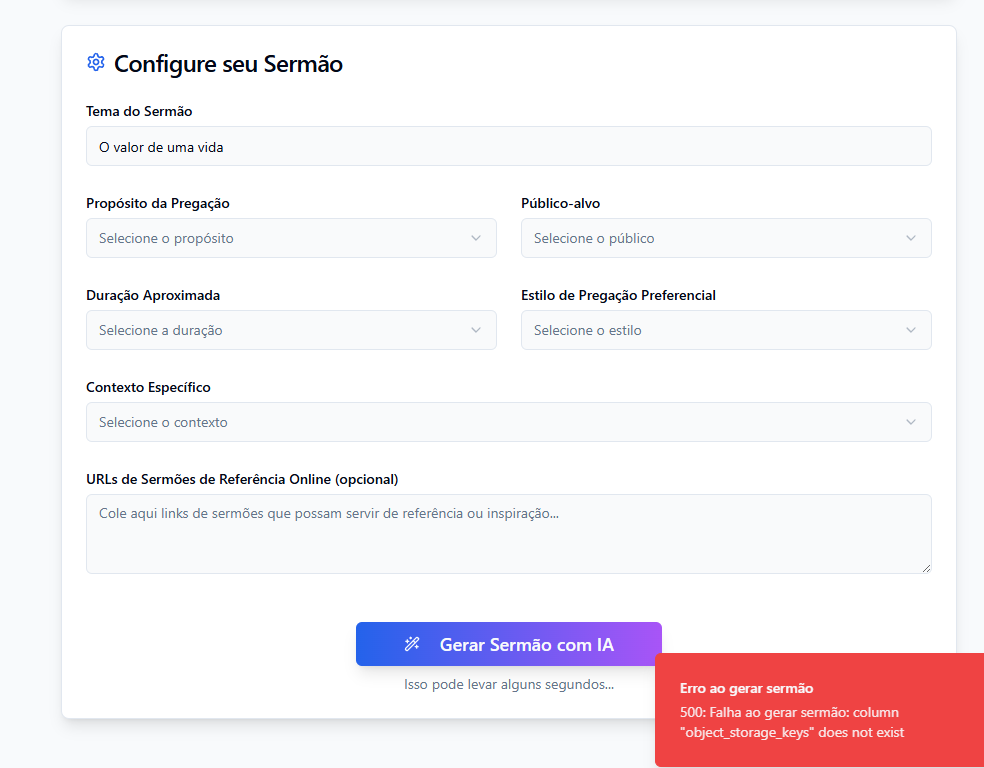 Configure seu Sermão
Tema do Sermão
O valor de uma vida
Propósito da Pregação
Selecione o propósito
Público-alvo
Selecione o público
Duração Aproximada
Selecione a duração
Estilo de Pregação Preferencial
Selecione o estilo
Contexto Específico
Selecione o contexto
URLs de Sermões de Referência Online (opcional)
Cole aqui links de sermões que possam servir de referência ou inspiração...
Gerar Sermão com IA
Isso pode levar alguns segundos...
Erro ao gerar sermão
500: Falha ao gerar sermão: column
"object_storage_keys" does not exist